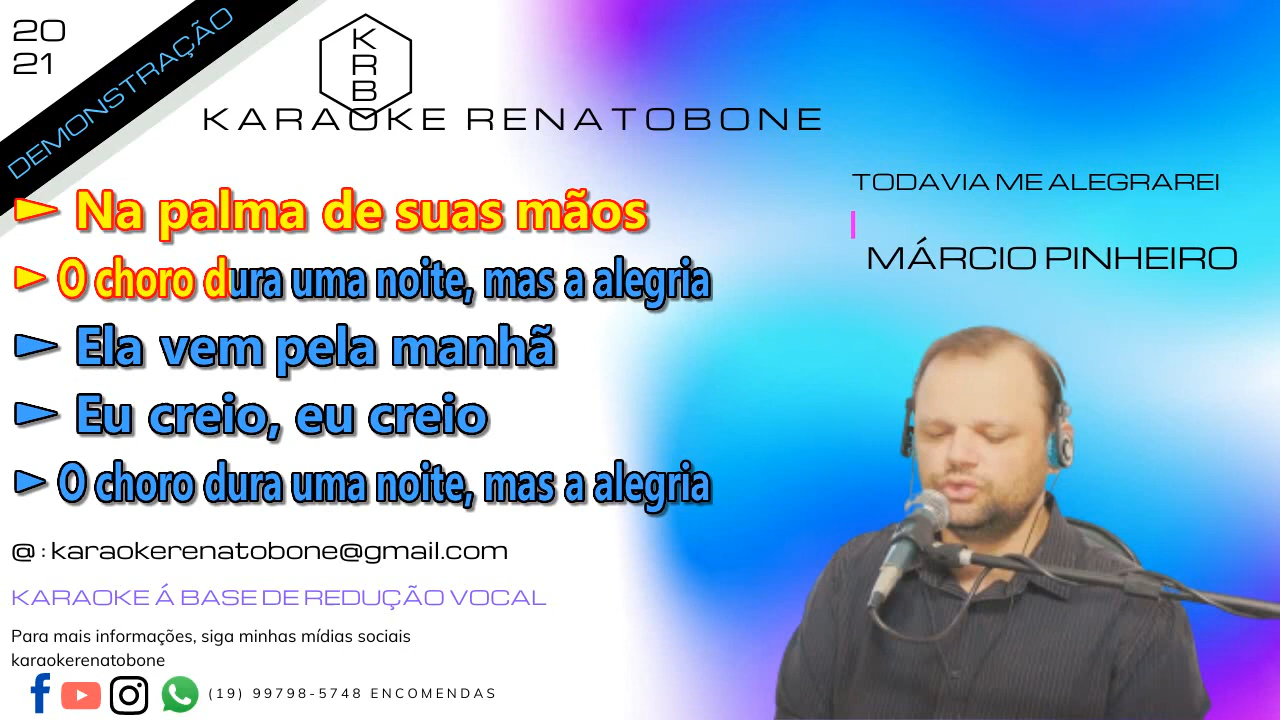 20
21
DEMONSTRAÇÃO
K
R
B
KARAOKE RENATOBONE
TODAVIA ME ALEGRAREI
MÁRCIO PINHEIRO
► Na palma de suas mãos
► O choro dura uma noite, mas a alegria
► Ela vem pela manhã
► Eu creio, eu creio
► O choro dura uma noite, mas a alegria
@ : karaokerenatobone@gmail.com
KARAOKE Á BASE DE REDUÇÃO VOCAL
Para mais informações, siga minhas mídias sociais
karaokerenatobone
(19) 99798-5748 ENCOMENDAS